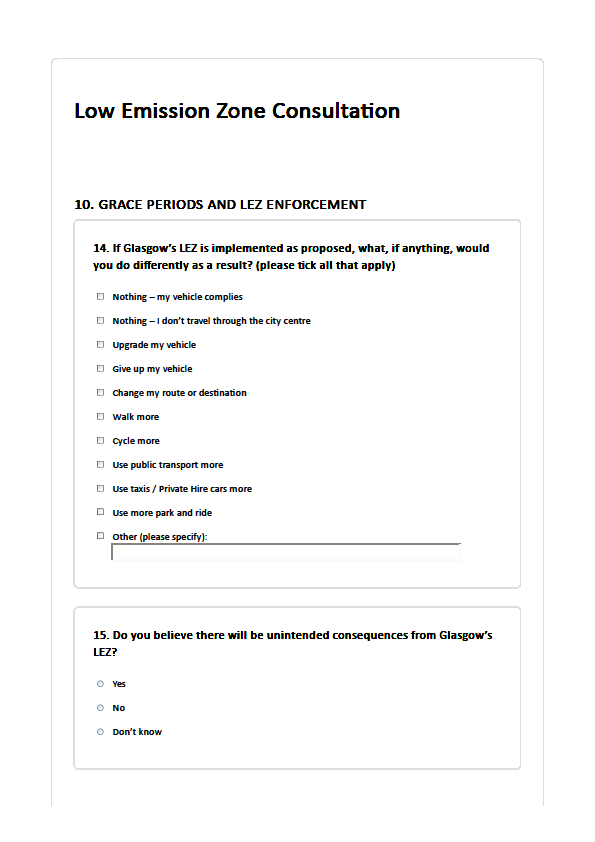 Low Emission Zone Consultation
10. GRACE PERIODS AND LEZ ENFORCEMENT
14. If Glasgow’s LEZ is implemented as proposed, what, if anything, would
you do differently as a result? (please tick all that apply)
Nothing – my vehicle complies
Nothing – I don’t travel through the city centre
Upgrade my vehicle
Give up my vehicle
Change my route or destination
Walk more
Cycle more
Use public transport more
Use taxis / Private Hire cars more
Use more park and ride
Other (please specify):
15. Do you believe there will be unintended consequences from Glasgow’s
LEZ?
Yes
No
Don’t know